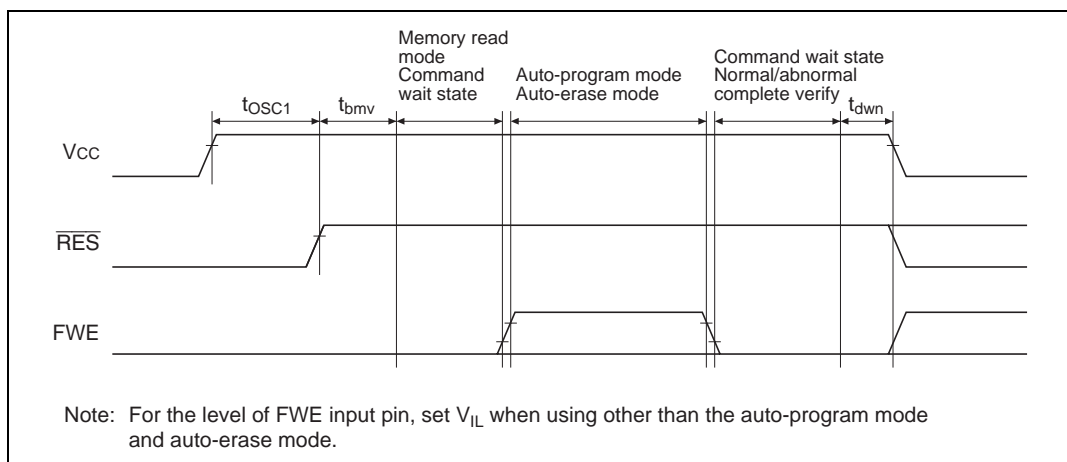 Memory read
mode
Command
wait state
Auto-program mode
Auto-erase mode
Command wait state
Normal/abnormal
complete verify
tOSC1
tbmv
tdwn
VCC
RES
FWE
Note: For the level of FWE input pin, set VIL when using other than the auto-program mode
and auto-erase mode.